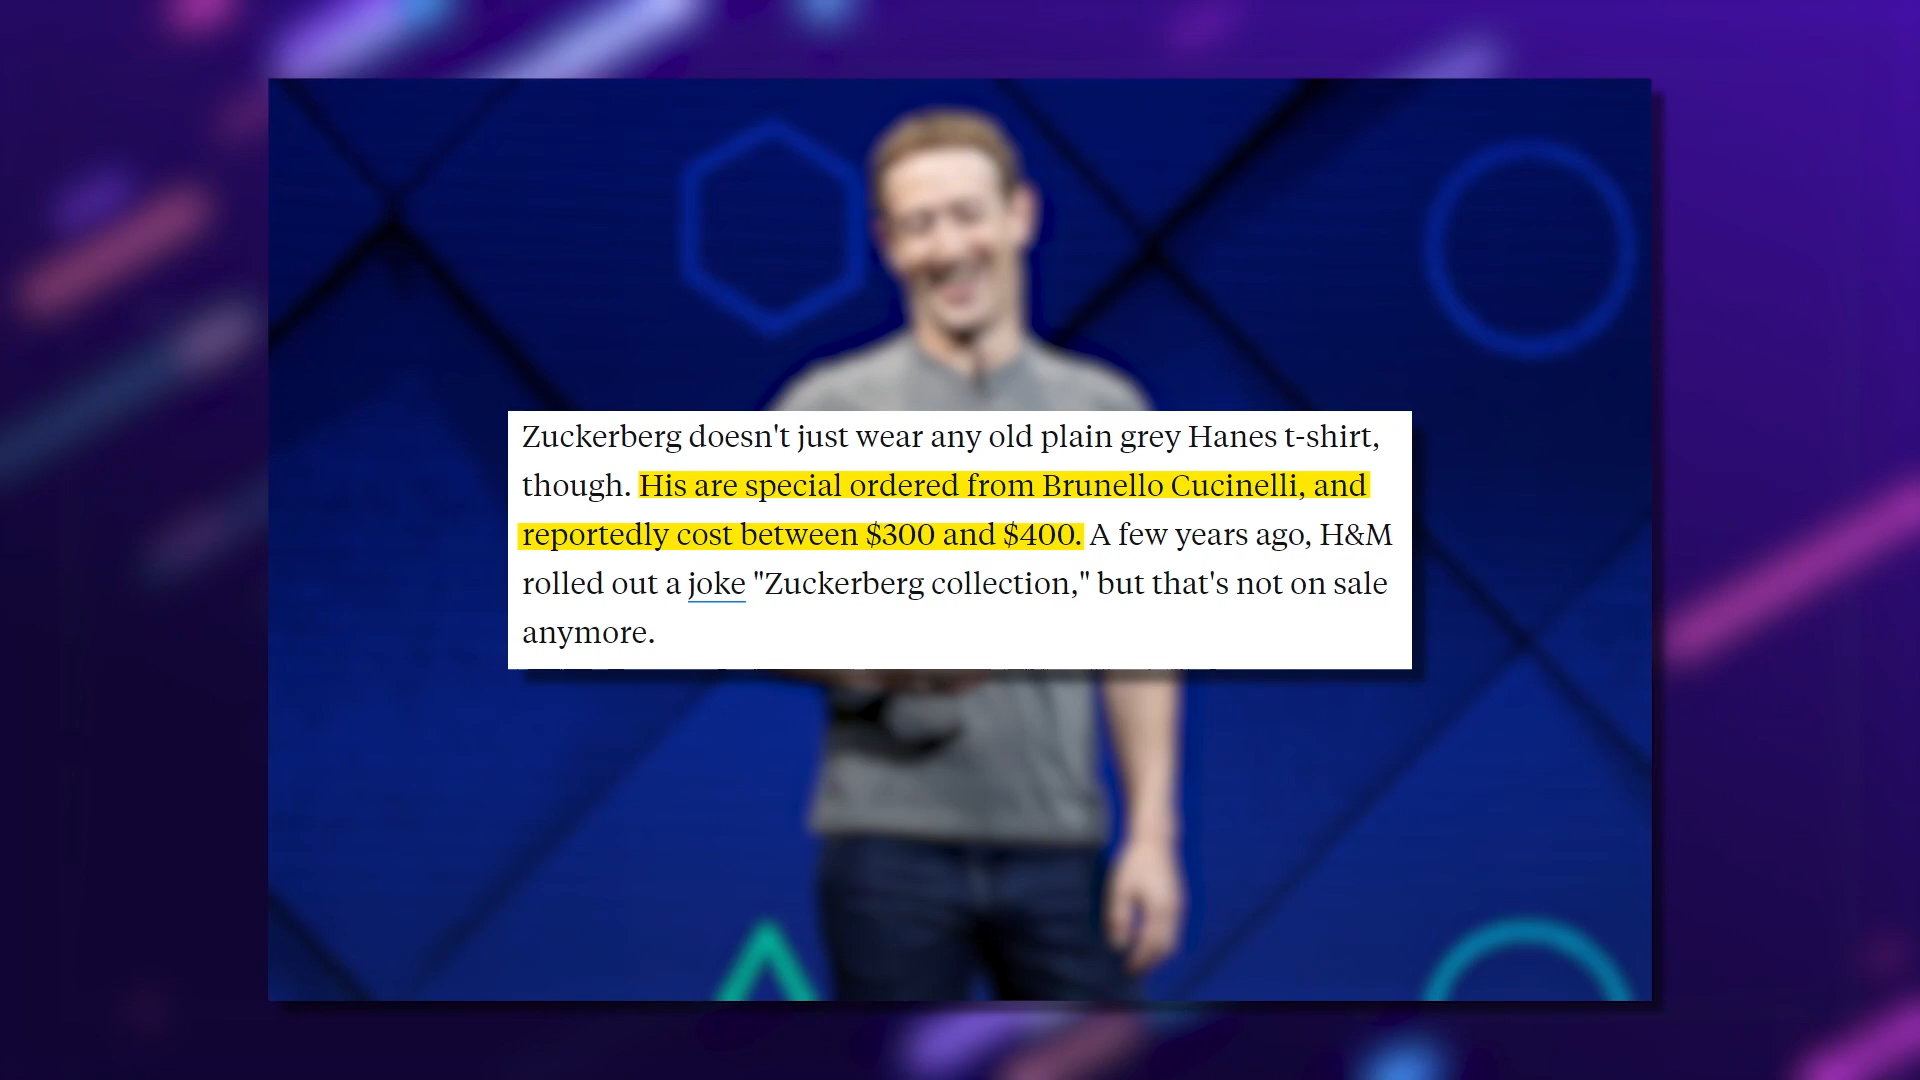 Zuckerberg doesn't just wear any old plain grey Hanes t-shirt,
though. His are special ordered from Brunello Cucinelli, and
reportedly cost between $300 and $400. A few years ago, H&M
rolled out a joke "Zuckerberg collection," but that's not on sale
anymore.